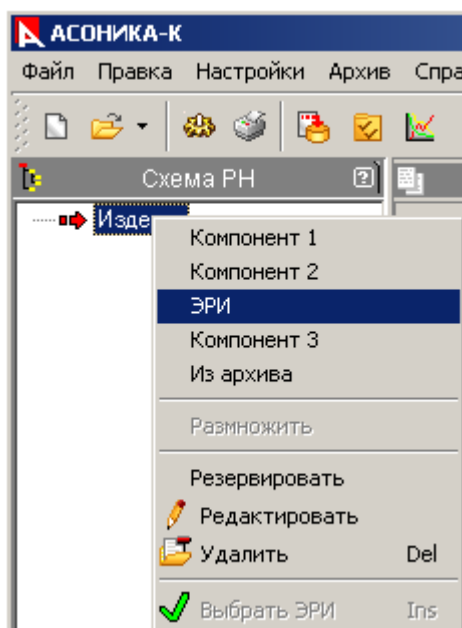 АСОНИКА-К
Файл Правка Настройки Архив Спра
Схема РН
Изде
Компонент 1
Компонент 2
ЭРИ
Компонент 3
Из архива
Размножить
Резервировать
Редактировать
Удалить Del
Выбрать ЭРИ Ins